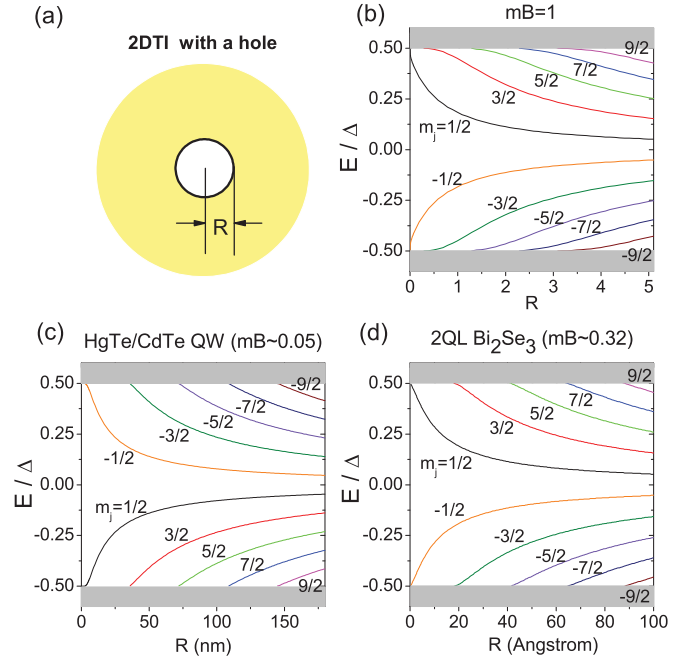 (a)
2DTI with a hole
R
(b)
mB=1
E / Δ
0.50
0.25
0.00
-0.25
-0.50
9/2
7/2
5/2
3/2
mj=1/2
-1/2
-3/2
-5/2
-7/2
-9/2
0 1 2 3 4 5
R
(c)
HgTe/CdTe QW (mB~0.05)
E / Δ
0.50
0.25
0.00
-0.25
-0.50
-9/2
-7/2
-5/2
-3/2
-1/2
mj=1/2
3/2
5/2
7/2
9/2
0 50 100 150
R (nm)
(d)
2QL Bi2Se3 (mB~0.32)
E / Δ
0.50
0.25
0.00
-0.25
-0.50
9/2
7/2
5/2
3/2
mj=1/2
-1/2
-3/2
-5/2
-7/2
-9/2
0 20 40 60 80 100
R (Angstrom)